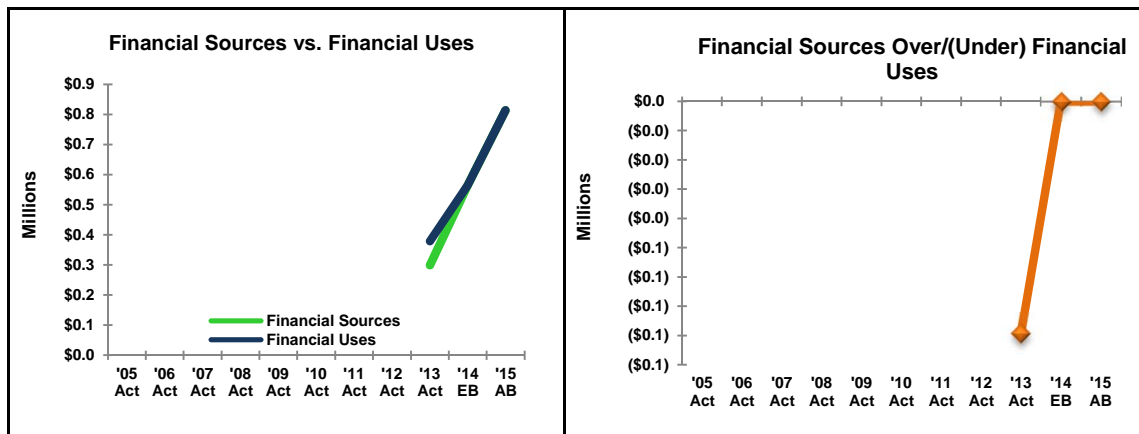 Financial Sources vs. Financial Uses
Millions
$0.9
$0.8
$0.7
$0.6
$0.5
$0.4
$0.3
$0.2
$0.1
$0.0
Financial Sources
Financial Uses
'05 '06 '07 '08 '09 '10 '11 '12 '13 '14 '15
Act Act Act Act Act Act Act Act Act EB AB
Financial Sources Over/(Under) Financial
Uses
Millions
$0.0
($0.0)
($0.0)
($0.0)
($0.0)
($0.1)
($0.1)
($0.1)
($0.1)
($0.1)
'05 '06 '07 '08 '09 '10 '11 '12 '13 '14 '15
Act Act Act Act Act Act Act Act Act EB AB